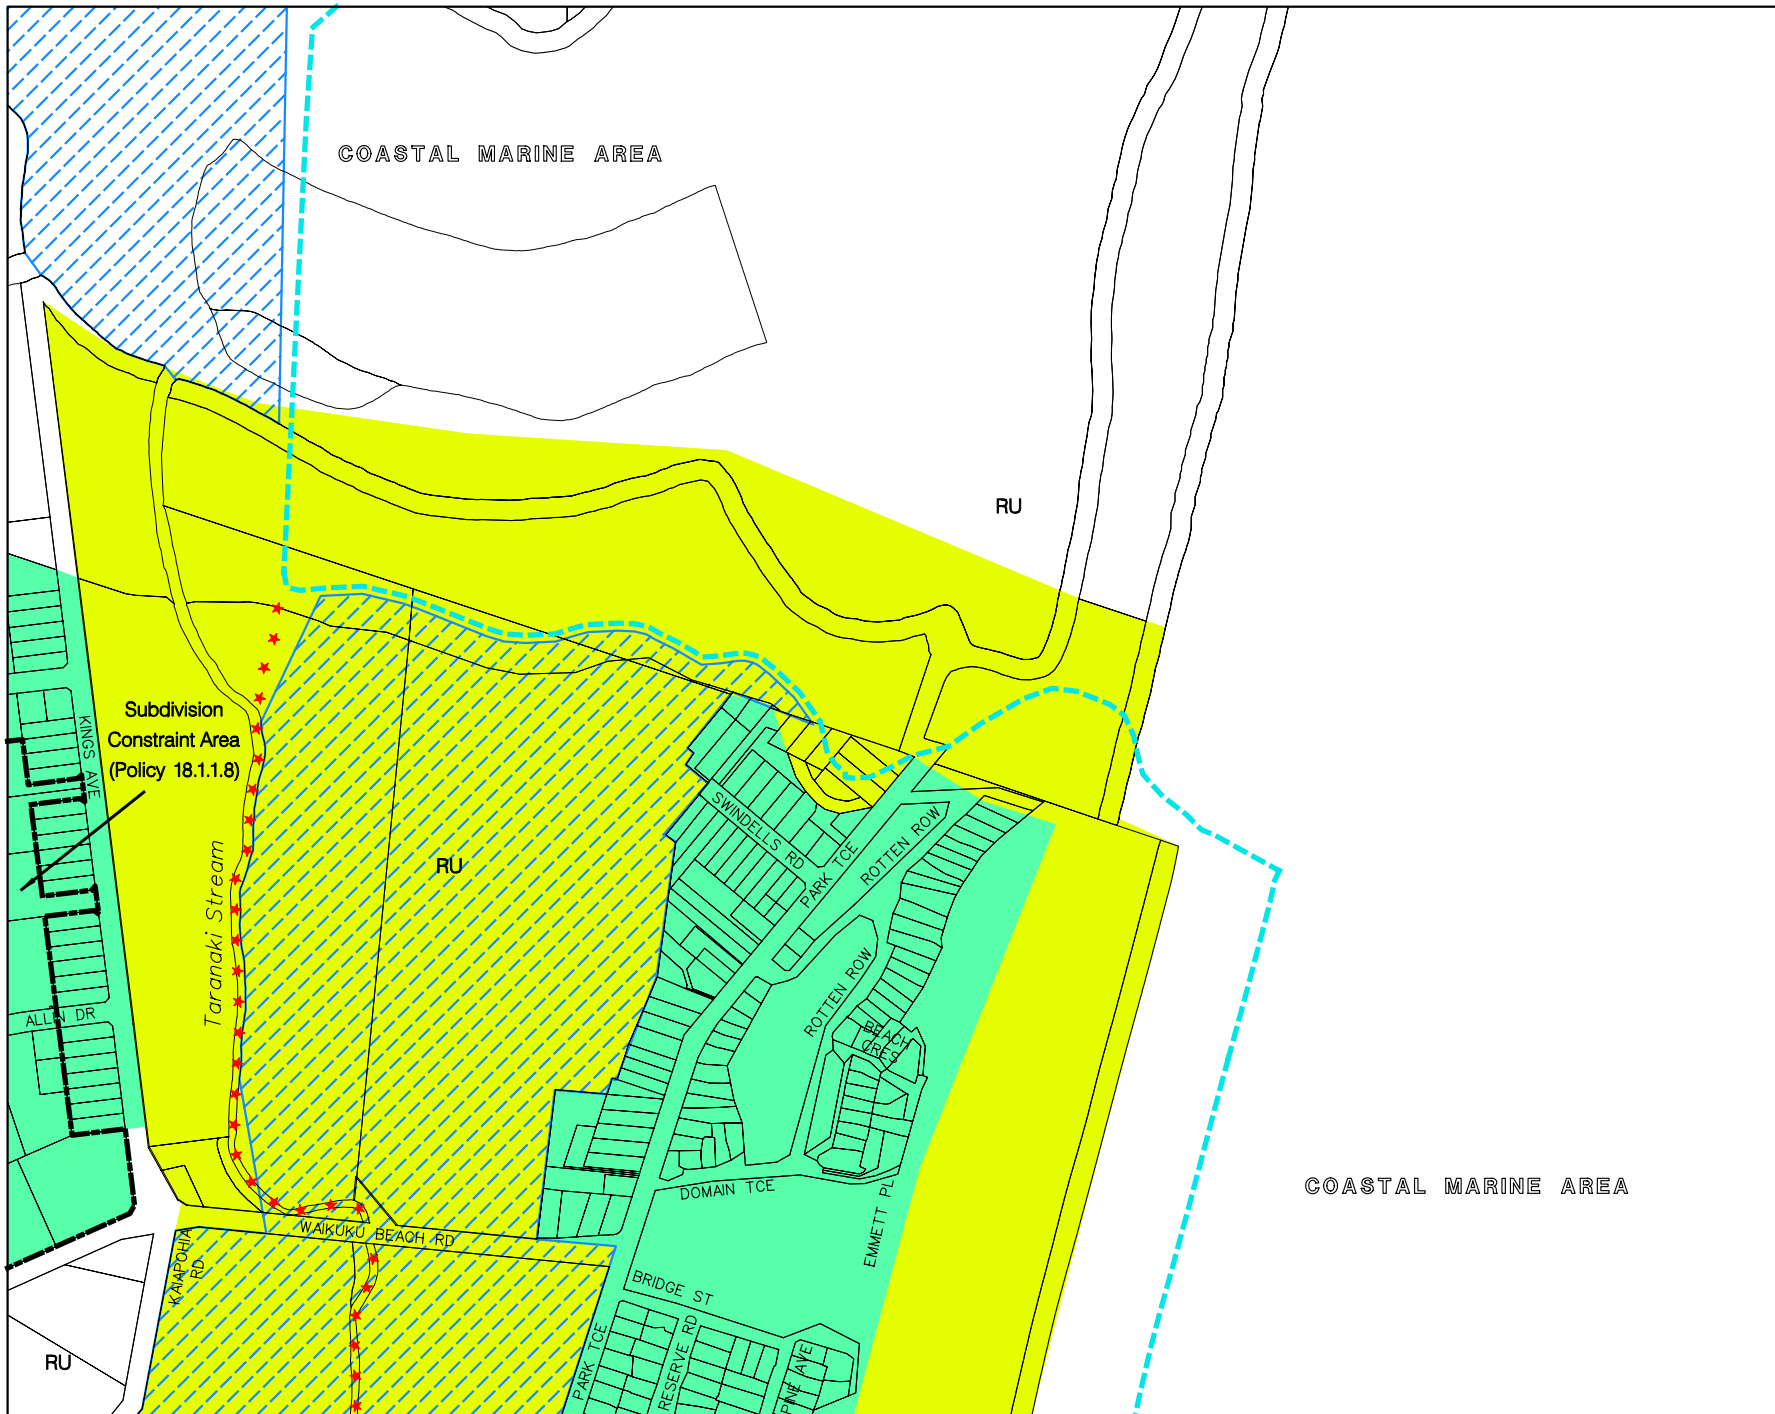 COASTAL MARINE AREA
RU
Subdivision
Constraint Area
(Policy 18.1.1.8)
KINGS AVE
SWINDELLS RD
PARK TCE
ROTTEN ROW
RU
Taranaki Stream
ROTTEN ROW
ALLIN DR
BEACH
CRES
COASTAL MARINE AREA
DOMAIN TCE
EMMETT PL
WAIKUKU BEACH RD
KAIAPOHIA
RD
BRIDGE ST
PARK TCE
RESERVE RD
PINE AVE
RU